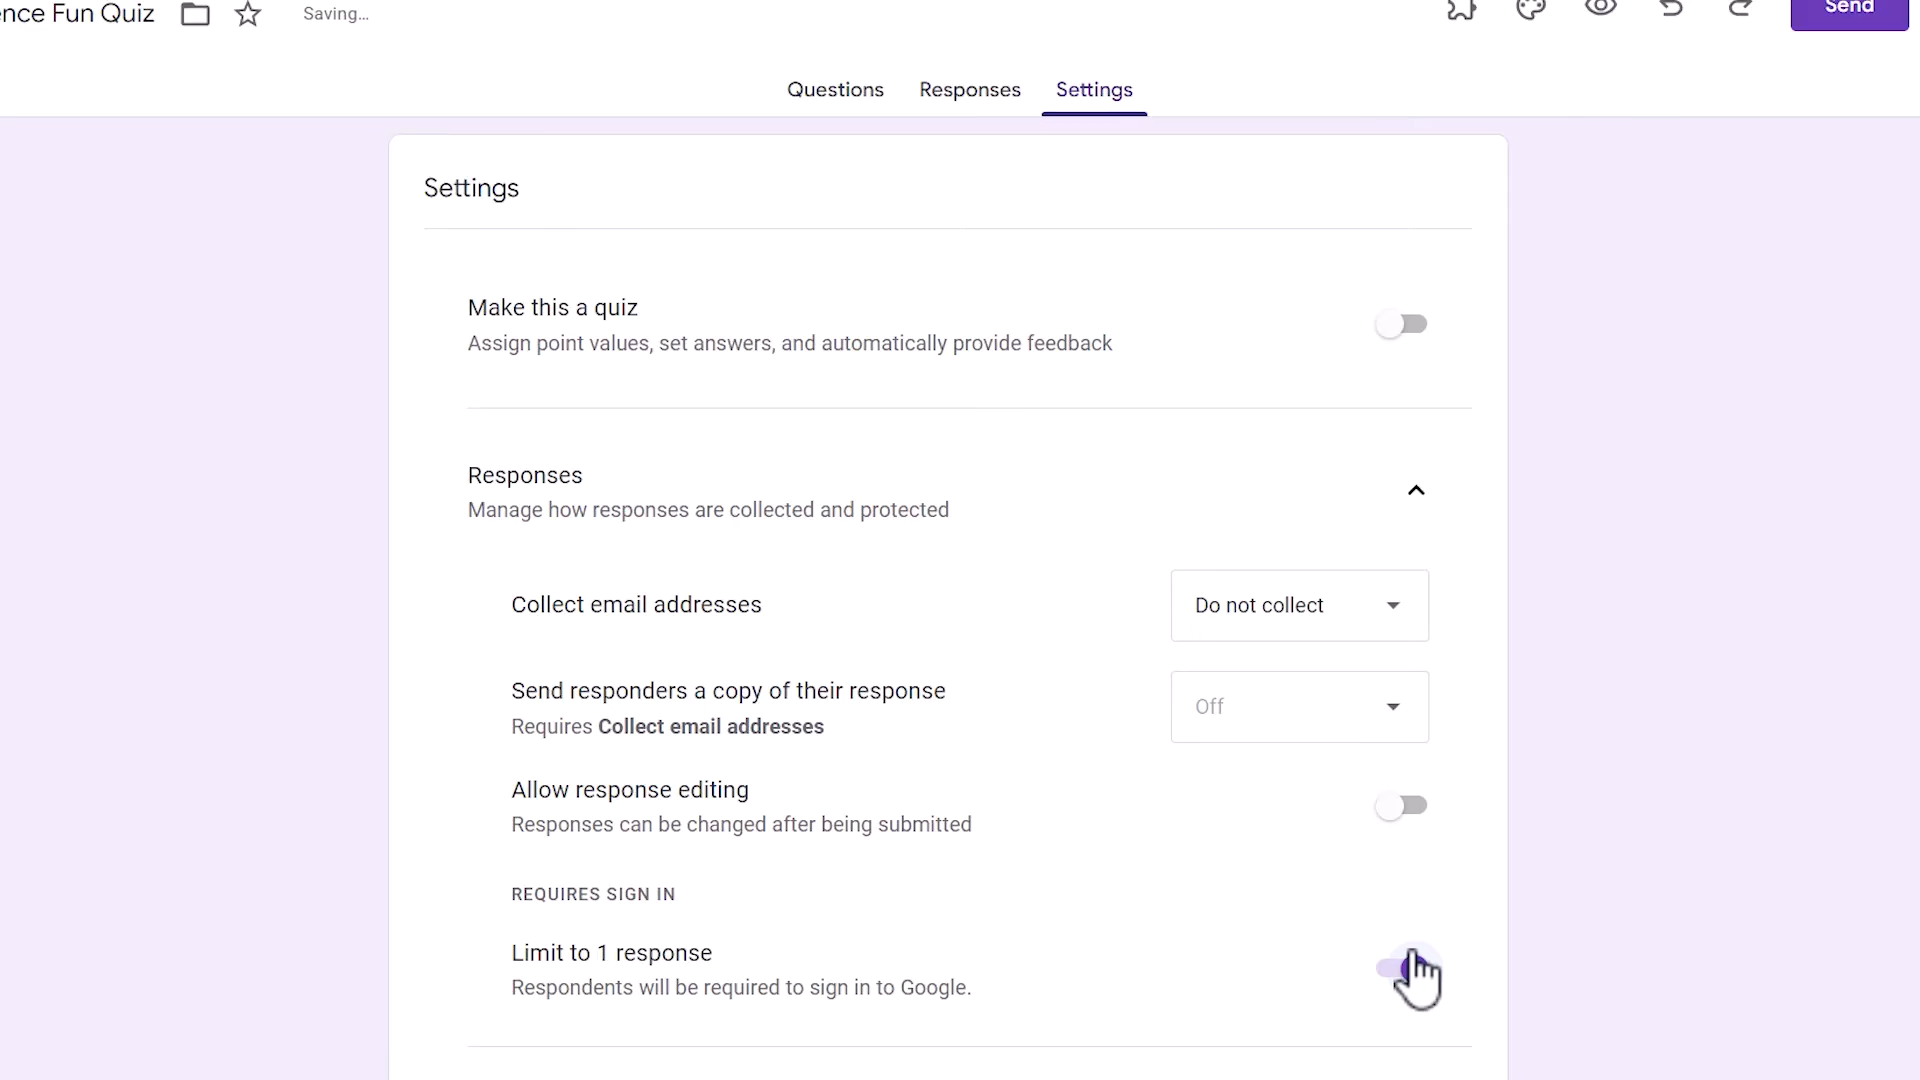 nce Fun Quiz Saving... Send
Questions Responses Settings
Settings
Make this a quiz
Assign point values, set answers, and automatically provide feedback
Responses
Manage how responses are collected and protected
Collect email addresses Do not collect
Send responders a copy of their response Off
Requires Collect email addresses
Allow response editing
Responses can be changed after being submitted
REQUIRES SIGN IN
Limit to 1 response
Respondents will be required to sign in to Google.